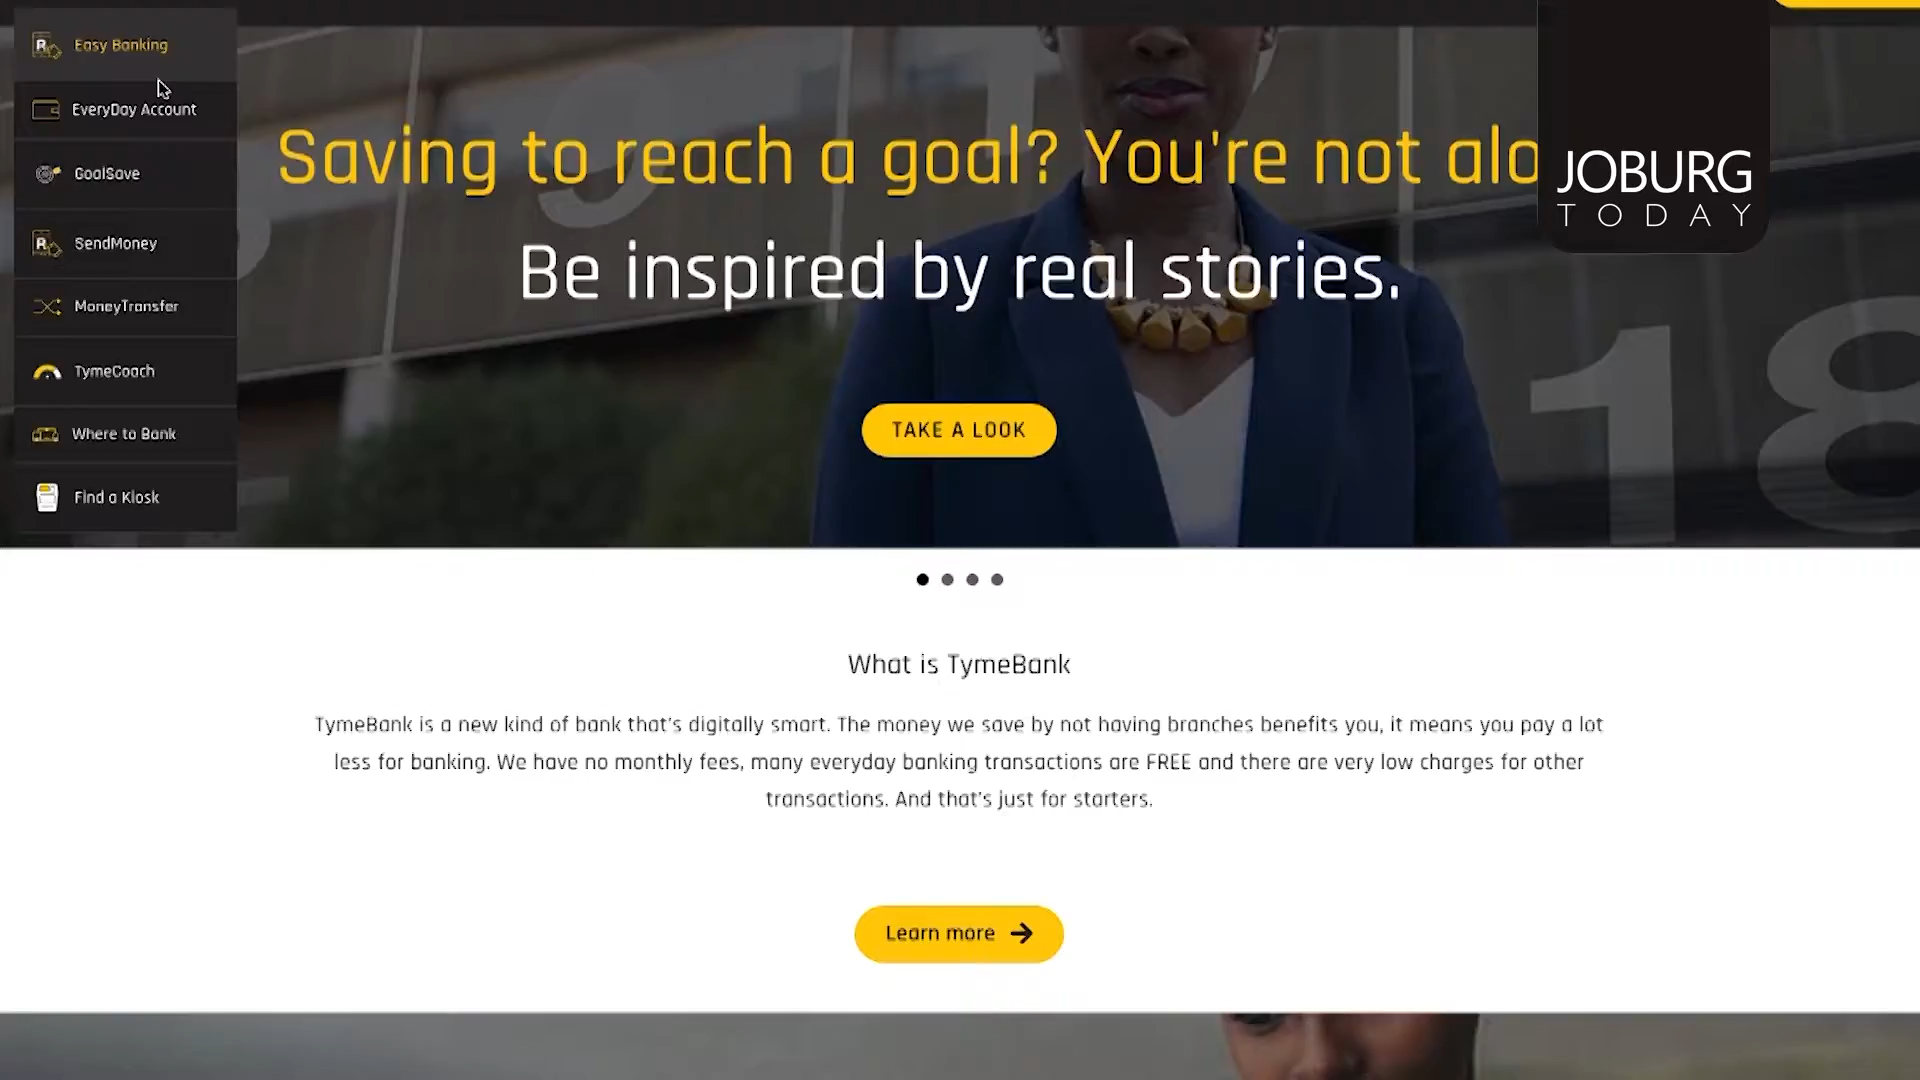 Easy Banking
EveryDay Account
GoalSave
SendMoney
MoneyTransfer
TymeCoach
Where to Bank
Find a Kiosk
Saving to reach a goal? You're not alo
Be inspired by real stories.
TAKE A LOOK
JOBURG
TODAY
What is TymeBank
TymeBank is a new kind of bank that's digitally smart. The money we save by not having branches benefits you, it means you pay a lot
less for banking. We have no monthly fees, many everyday banking transactions are FREE and there are very low charges for other
transactions. And that's just for starters.
Learn more